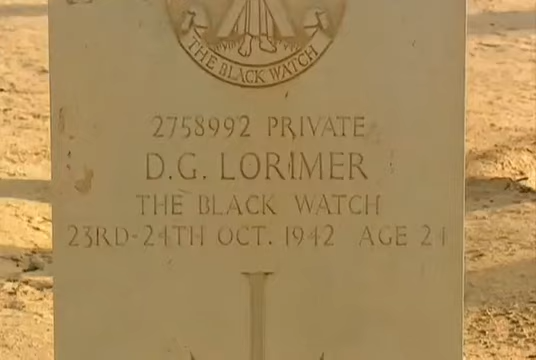 THE BLACK WATCH
2758992 PRIVATE
D.G. LORIMER
THE BLACK WATCH
23RD-24TH OCT. 1942 AGE 21